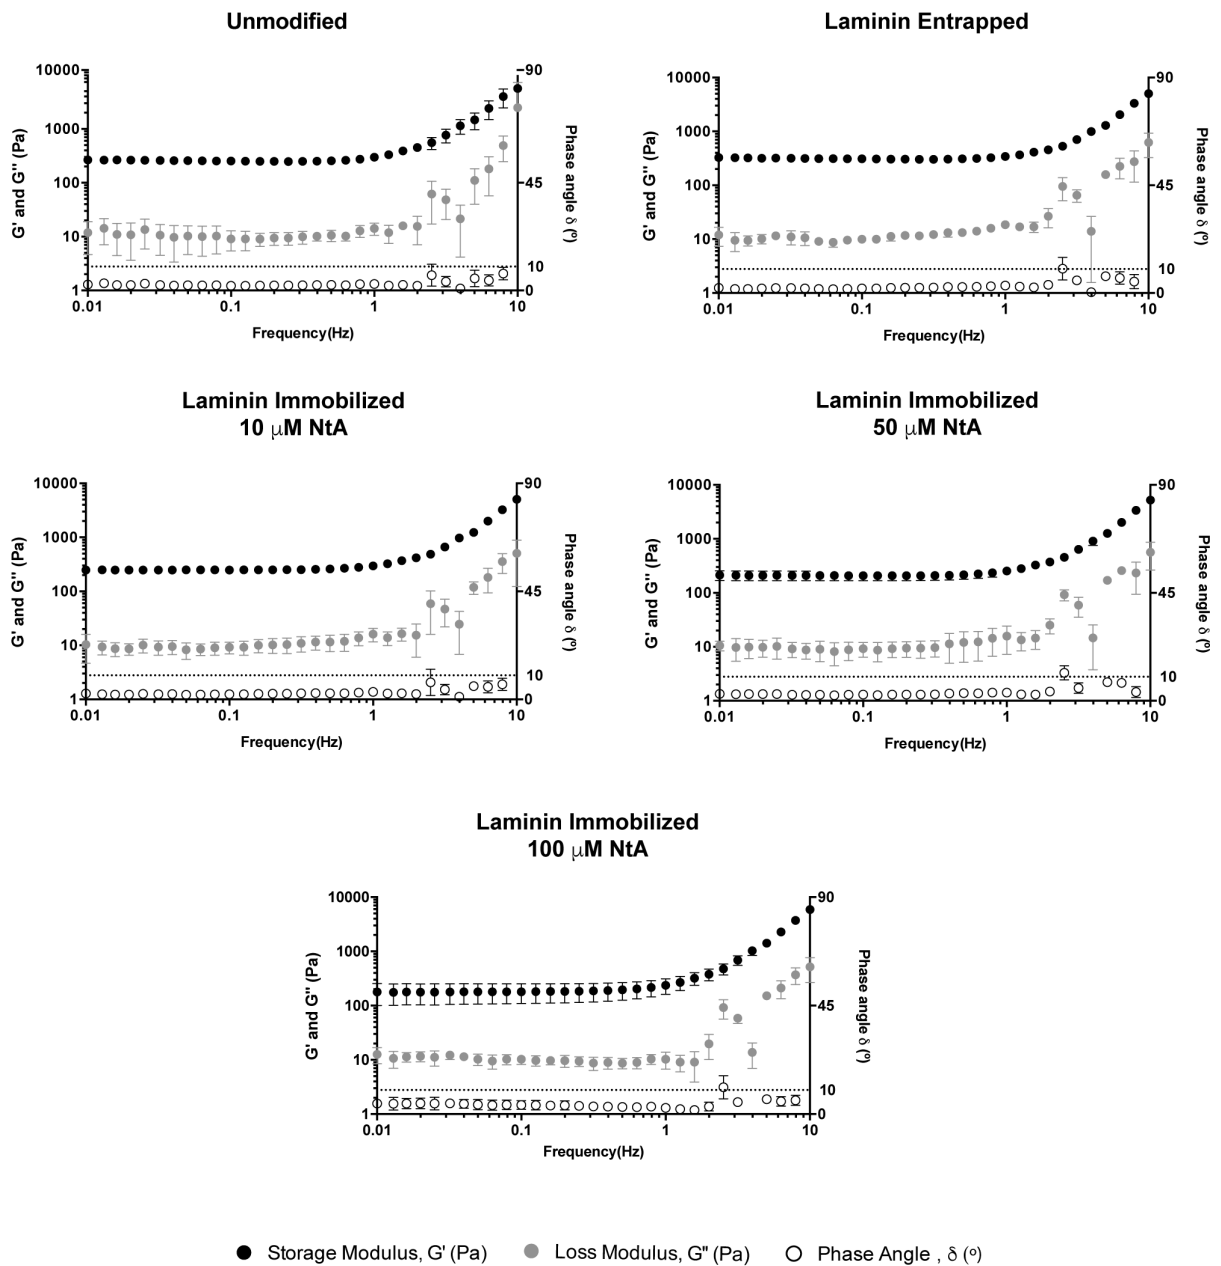 Unmodified
10000
1000
100
10
1
G' and G'' (Pa)
90
45
10
0
Phase angle δ (º)
0.01
0.1
1
10
Frequency(Hz)
Laminin Entrapped
10000
1000
100
10
1
G' and G'' (Pa)
90
45
10
0
Phase angle δ (º)
0.01
0.1
1
10
Frequency(Hz)
Laminin Immobilized
10 μM NtA
10000
1000
100
10
1
G' and G'' (Pa)
90
45
10
0
Phase angle δ (º)
0.01
0.1
1
10
Frequency(Hz)
Laminin Immobilized
50 μM NtA
10000
1000
100
10
1
G' and G'' (Pa)
90
45
10
0
Phase angle δ (º)
0.01
0.1
1
10
Frequency(Hz)
Laminin Immobilized
100 μM NtA
10000
1000
100
10
1
G' and G'' (Pa)
90
45
10
0
Phase angle δ (º)
0.01
0.1
1
10
Frequency(Hz)
Storage Modulus, G' (Pa) Loss Modulus, G'' (Pa) Phase Angle , δ (º)